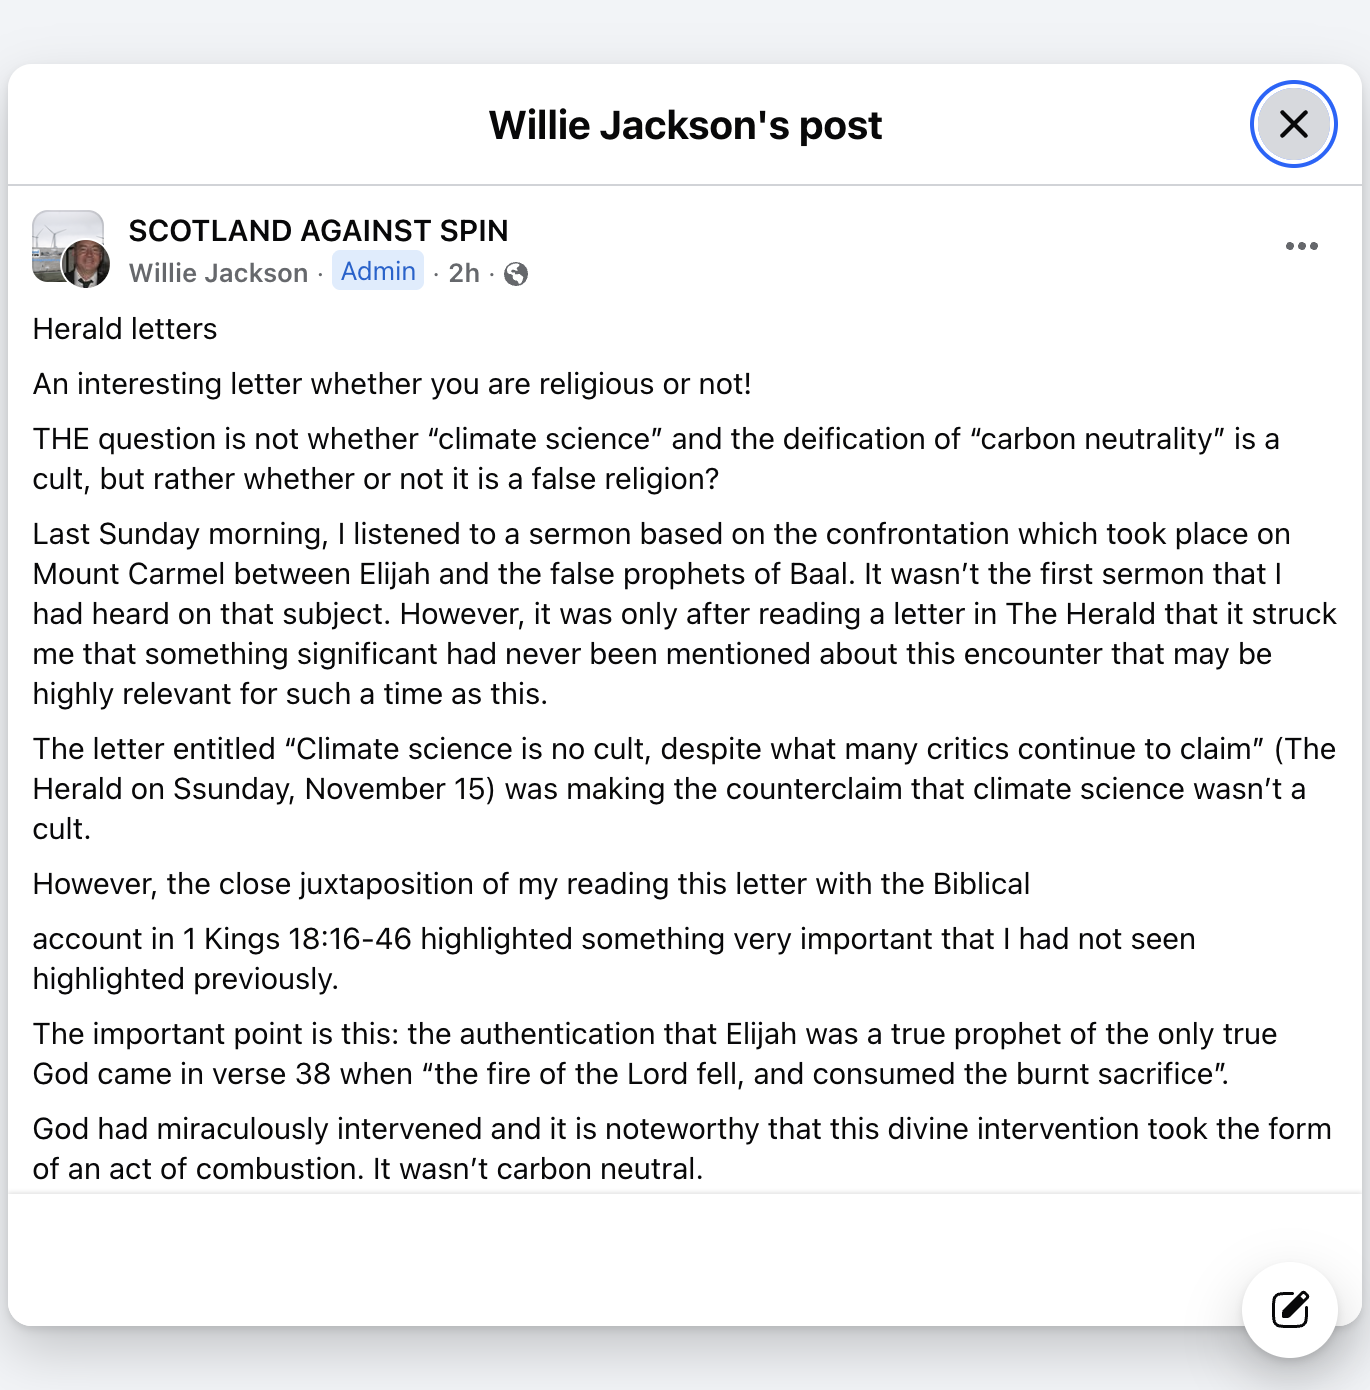 Willie Jackson's post
SCOTLAND AGAINST SPIN
Willie Jackson · Admin · 2h ·
Herald letters
An interesting letter whether you are religious or not!
THE question is not whether “climate science” and the deification of “carbon neutrality” is a
cult, but rather whether or not it is a false religion?
Last Sunday morning, I listened to a sermon based on the confrontation which took place on
Mount Carmel between Elijah and the false prophets of Baal. It wasn’t the first sermon that I
had heard on that subject. However, it was only after reading a letter in The Herald that it struck
me that something significant had never been mentioned about this encounter that may be
highly relevant for such a time as this.
The letter entitled “Climate science is no cult, despite what many critics continue to claim” (The
Herald on Ssunday, November 15) was making the counterclaim that climate science wasn’t a
cult.
However, the close juxtaposition of my reading this letter with the Biblical
account in 1 Kings 18:16-46 highlighted something very important that I had not seen
highlighted previously.
The important point is this: the authentication that Elijah was a true prophet of the only true
God came in verse 38 when “the fire of the Lord fell, and consumed the burnt sacrifice”.
God had miraculously intervened and it is noteworthy that this divine intervention took the form
of an act of combustion. It wasn’t carbon neutral.